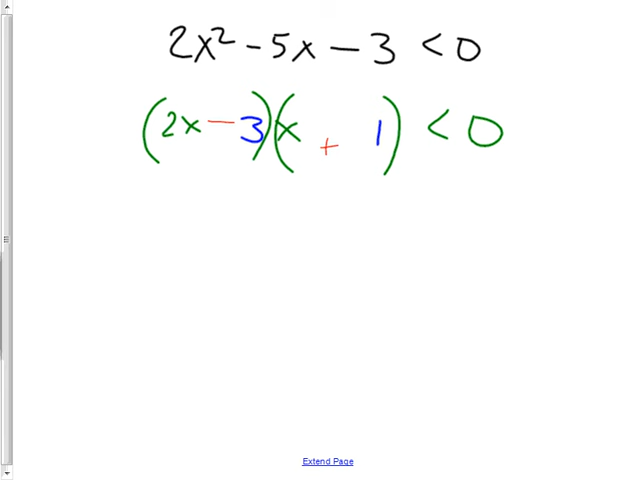 2x² - 5x - 3 < 0
(2x - 3)(x + 1) < 0
Extend Page